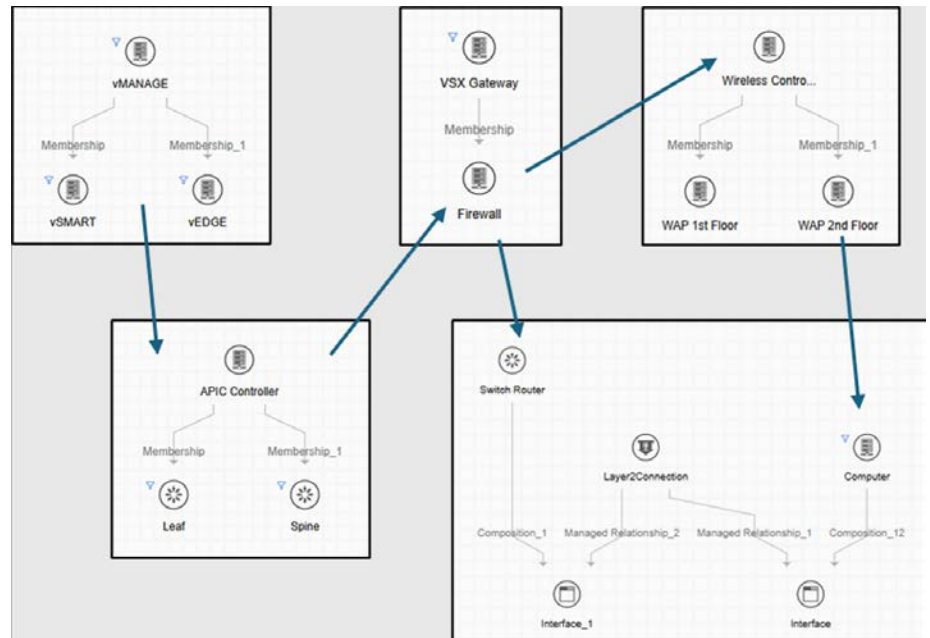 vMANAGE
Membership
Membership_1
vSMART
vEDGE
VSX Gateway
Membership
Firewall
Wireless Contro...
Membership
Membership_1
WAP 1st Floor
WAP 2nd Floor
APIC Controller
Membership
Membership_1
Leaf
Spine
Switch Router
Layer2Connection
Computer
Composition_1
Managed Relationship_2
Managed Relationship_1
Composition_12
Interface_1
Interface